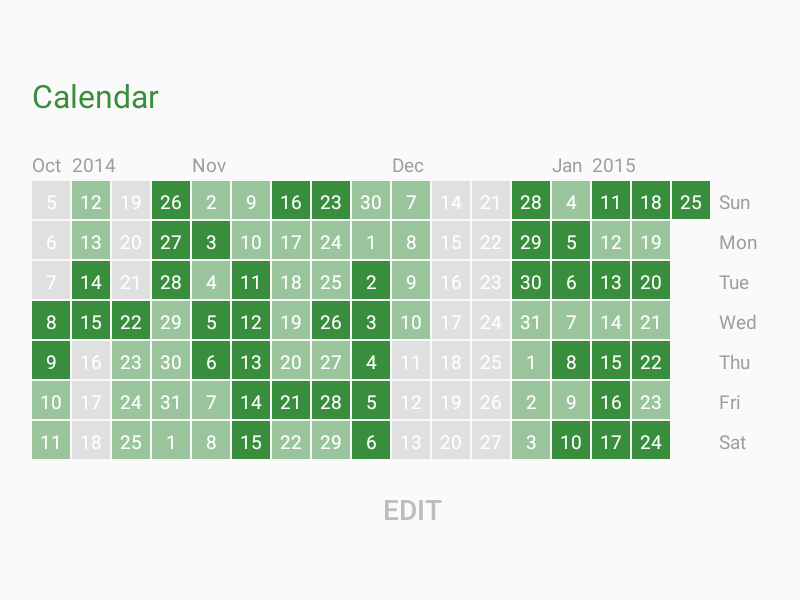 Calendar
Oct 2014 Nov Dec Jan 2015
5 12 19 26 2 9 16 23 30 7 14 21 28 4 11 18 25 Sun
6 13 20 27 3 10 17 24 1 8 15 22 29 5 12 19 Mon
7 14 21 28 4 11 18 25 2 9 16 23 30 6 13 20 Tue
8 15 22 29 5 12 19 26 3 10 17 24 31 7 14 21 Wed
9 16 23 30 6 13 20 27 4 11 18 25 1 8 15 22 Thu
10 17 24 31 7 14 21 28 5 12 19 26 2 9 16 23 Fri
11 18 25 1 8 15 22 29 6 13 20 27 3 10 17 24 Sat
EDIT